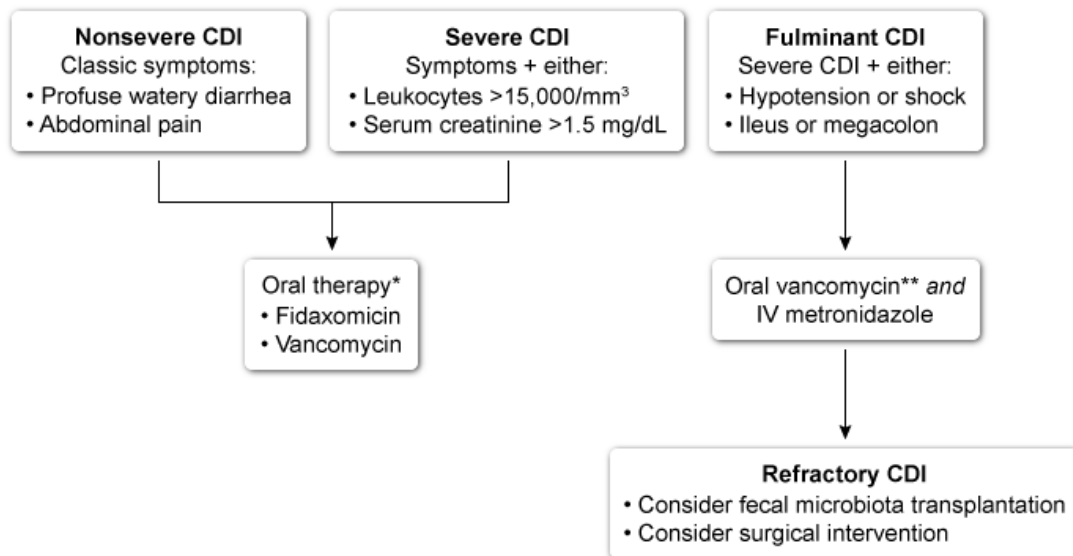 Nonsevere CDI
Classic symptoms:
• Profuse watery diarrhea
• Abdominal pain
Severe CDI
Symptoms + either:
• Leukocytes >15,000/mm³
• Serum creatinine >1.5 mg/dL
Fulminant CDI
Severe CDI + either:
• Hypotension or shock
• Ileus or megacolon
Oral therapy*
• Fidaxomicin
• Vancomycin
Oral vancomycin** and
IV metronidazole
Refractory CDI
• Consider fecal microbiota transplantation
• Consider surgical intervention